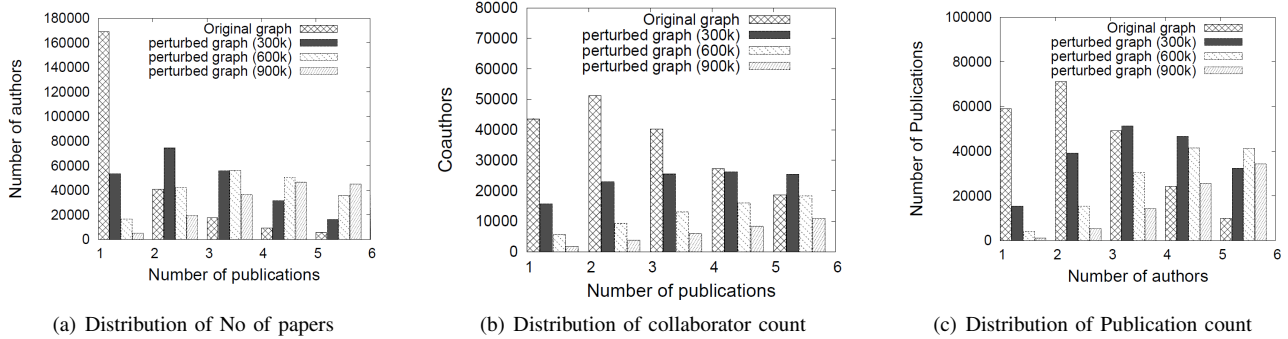 180000
160000
140000
120000
100000
80000
60000
40000
20000
0
Number of authors
Original graph
perturbed graph (300k)
perturbed graph (600k)
perturbed graph (900k)
1 2 3 4 5 6
Number of publications
(a) Distribution of No of papers
80000
70000
60000
50000
40000
30000
20000
10000
0
Coauthors
Original graph
perturbed graph (300k)
perturbed graph (600k)
perturbed graph (900k)
1 2 3 4 5 6
Number of publications
(b) Distribution of collaborator count
100000
80000
60000
40000
20000
0
Number of Publications
Original graph
perturbed graph (300k)
perturbed graph (600k)
perturbed graph (900k)
1 2 3 4 5 6
Number of authors
(c) Distribution of Publication count